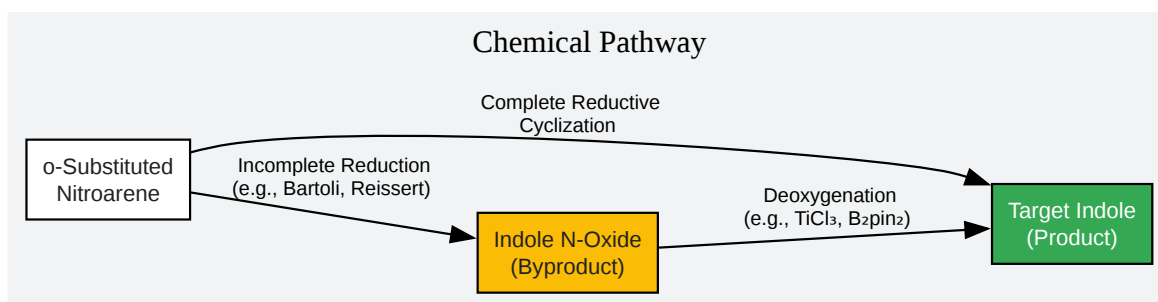 Chemical Pathway
Complete Reductive
Cyclization
o-Substituted
Nitroarene
Incomplete Reduction
(e.g., Bartoli, Reissert)
Indole N-Oxide
(Byproduct)
Deoxygenation
(e.g., TiCl₃, B₂pin₂)
Target Indole
(Product)